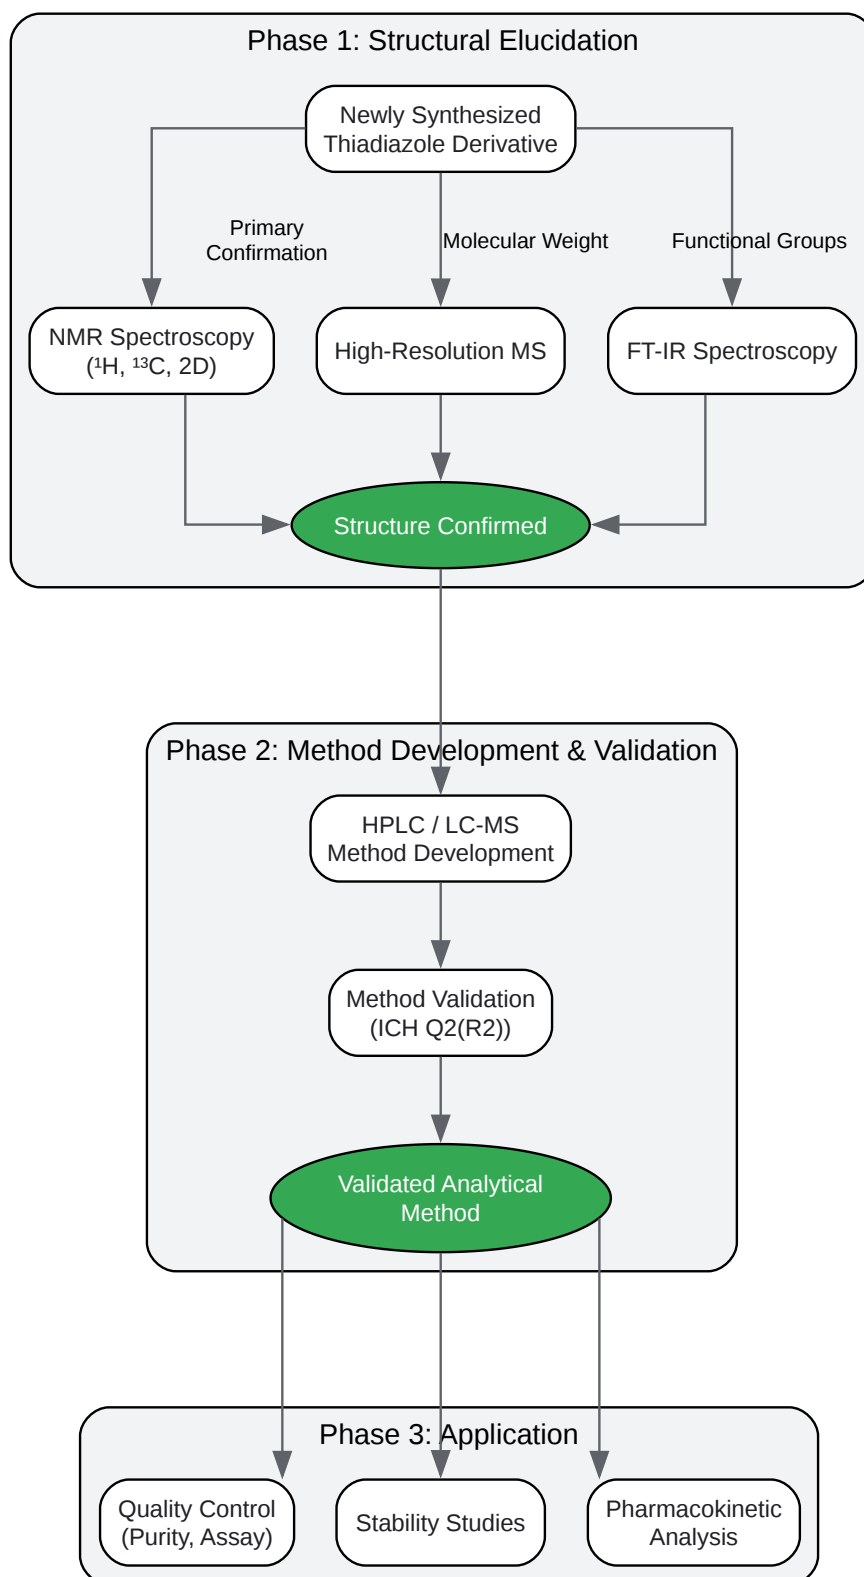 Phase 1: Structural Elucidation
Newly Synthesized
Thiadiazole Derivative
Primary
Confirmation
Molecular Weight
Functional Groups
NMR Spectroscopy
(¹H, ¹³C, 2D)
High-Resolution MS
FT-IR Spectroscopy
Structure Confirmed
Phase 2: Method Development & Validation
HPLC / LC-MS
Method Development
Method Validation
(ICH Q2(R2))
Validated Analytical
Method
Phase 3: Application
Quality Control
(Purity, Assay)
Stability Studies
Pharmacokinetic
Analysis